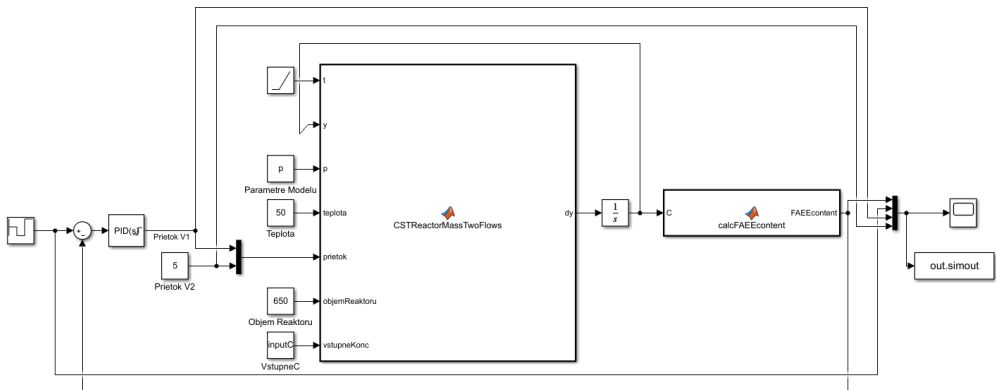 t
y
p
p
Parametre Modelu
50
teplota
Teplota
CSTReactorMassTwoFlows
dy
1
s
C
calcFAEEcontent
FAEEcontent
+
-
PID(s)
Prietok V1
5
Prietok V2
prietok
650
objemReaktoru
Objem Reaktoru
inputC
vstupneKonc
VstupneC
out.simout